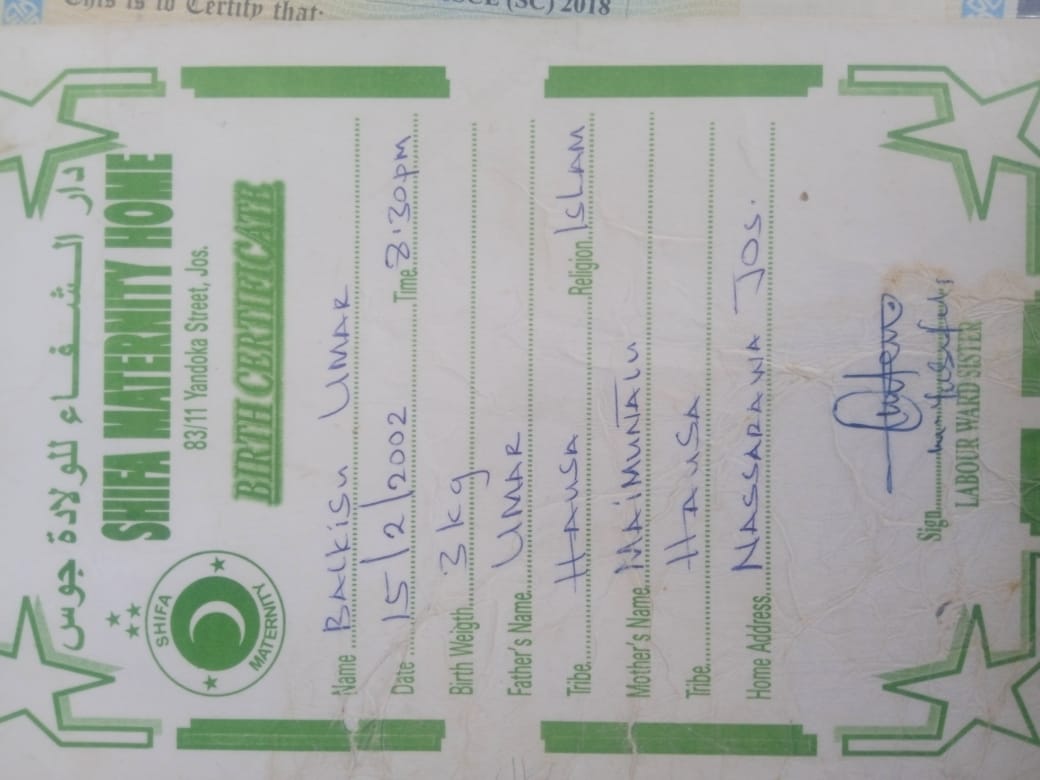 This is to Certify that:
(SC) 2018
دار الشفاء للولادة جوس
SHIFA MATERNITY HOME
83/11 Yandoka Street, Jos.
SHIFA
MATERNITY
BIRTH CERTIFICATE
Name BALKISU UMAR
Date 15/2/2002 Time 8:30pm
Birth Weigth 3kg
Father's Name UMAR
Tribe HAUSA Religion ISLAM
Mother's Name MAIMUNATU
Tribe HAUSA
Home Address NASSARAWA JOS.
Sign
LABOUR WARD SISTER